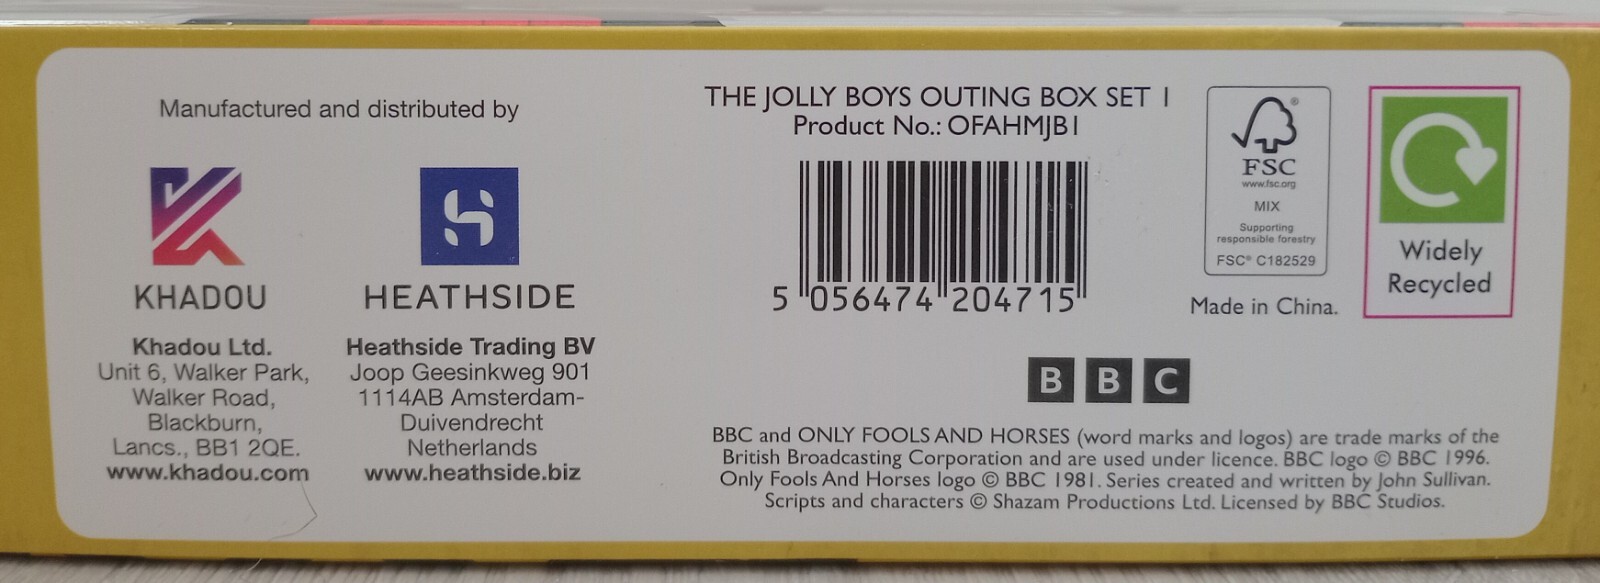 Manufactured and distributed by
KHADOU
Khadou Ltd.
Unit 6, Walker Park,
Walker Road,
Blackburn,
Lancs., BB1 2QE.
www.khadou.com
HEATHSIDE
Heathside Trading BV
Joop Geesinkweg 901
1114AB Amsterdam-
Duivendrecht
Netherlands
www.heathside.biz
THE JOLLY BOYS OUTING BOX SET 1
Product No.: OFAHMJB1
5 056474 204715
FSC®
www.fsc.org
MIX
Supporting
responsible forestry
FSC® C182529
Made in China.
Widely
Recycled
BBC
BBC and ONLY FOOLS AND HORSES (word marks and logos) are trade marks of the
British Broadcasting Corporation and are used under licence. BBC logo © BBC 1996.
Only Fools And Horses logo © BBC 1981. Series created and written by John Sullivan.
Scripts and characters © Shazam Productions Ltd. Licensed by BBC Studios.